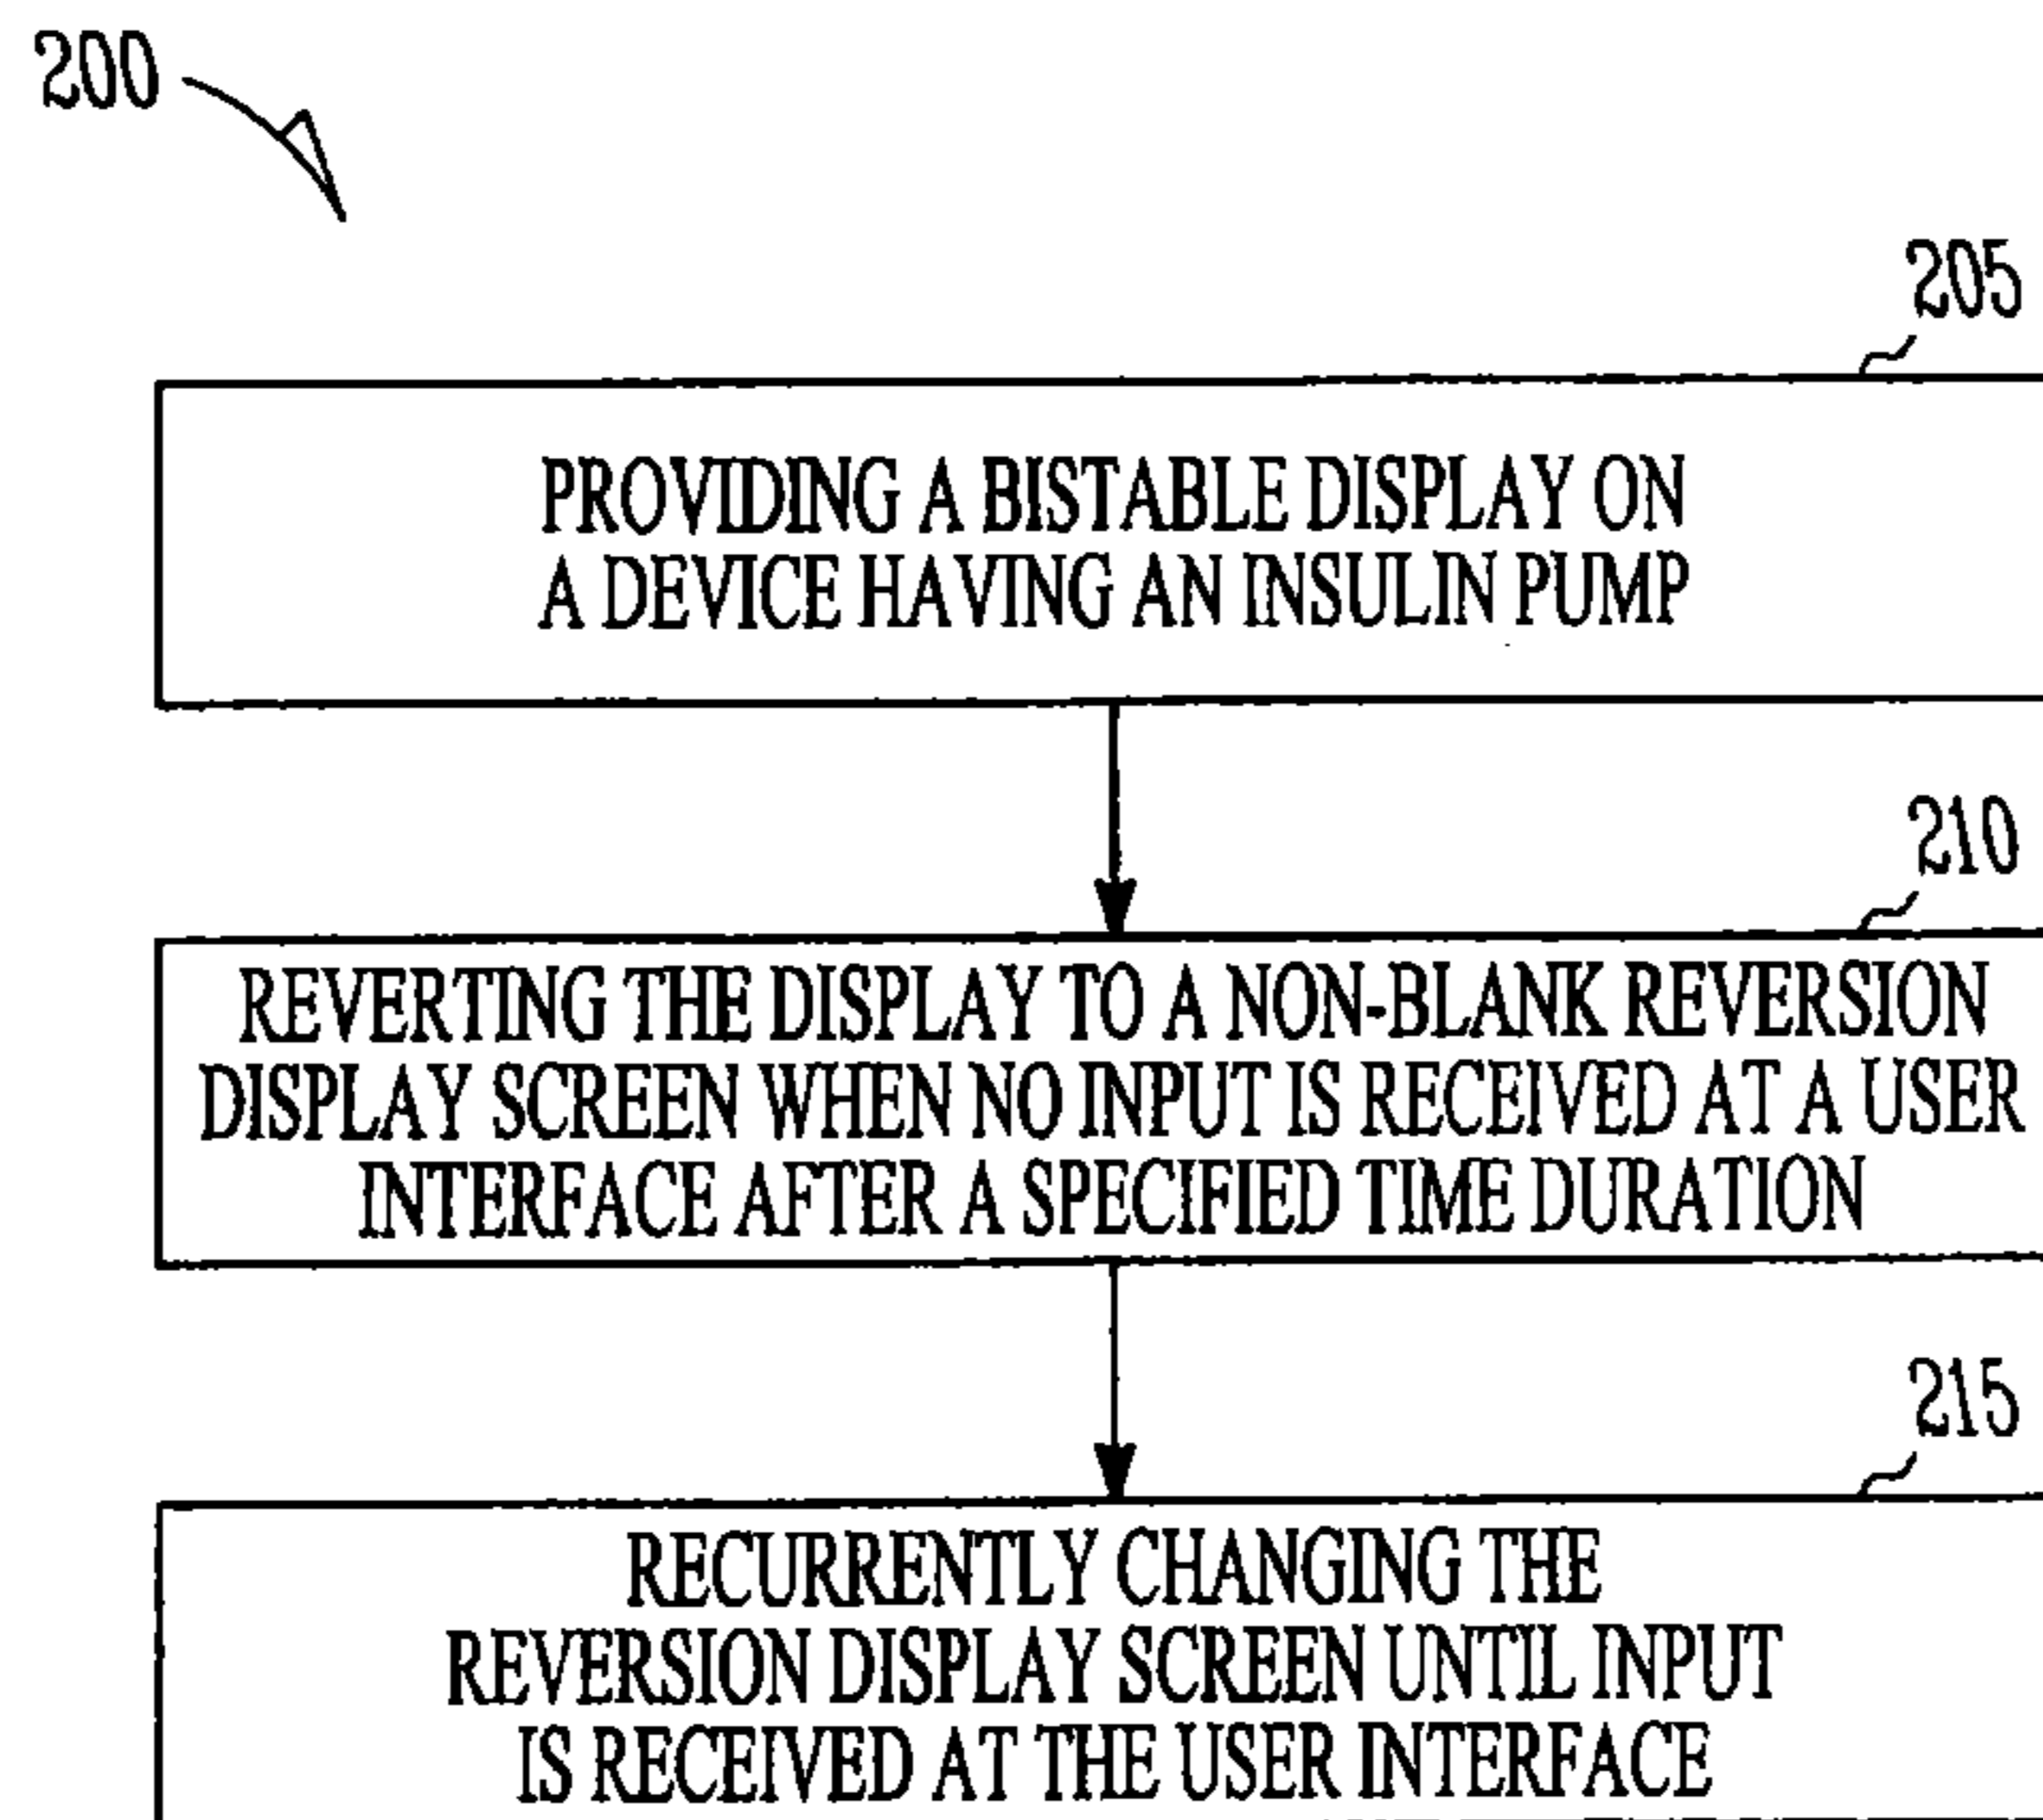 200
205
PROVIDING A BISTABLE DISPLAY ON
A DEVICE HAVING AN INSULIN PUMP
210
REVERTING THE DISPLAY TO A NON-BLANK REVERSION
DISPLAY SCREEN WHEN NO INPUT IS RECEIVED AT A USER
INTERFACE AFTER A SPECIFIED TIME DURATION
215
RECURRENTLY CHANGING THE
REVERSION DISPLAY SCREEN UNTIL INPUT
IS RECEIVED AT THE USER INTERFACE